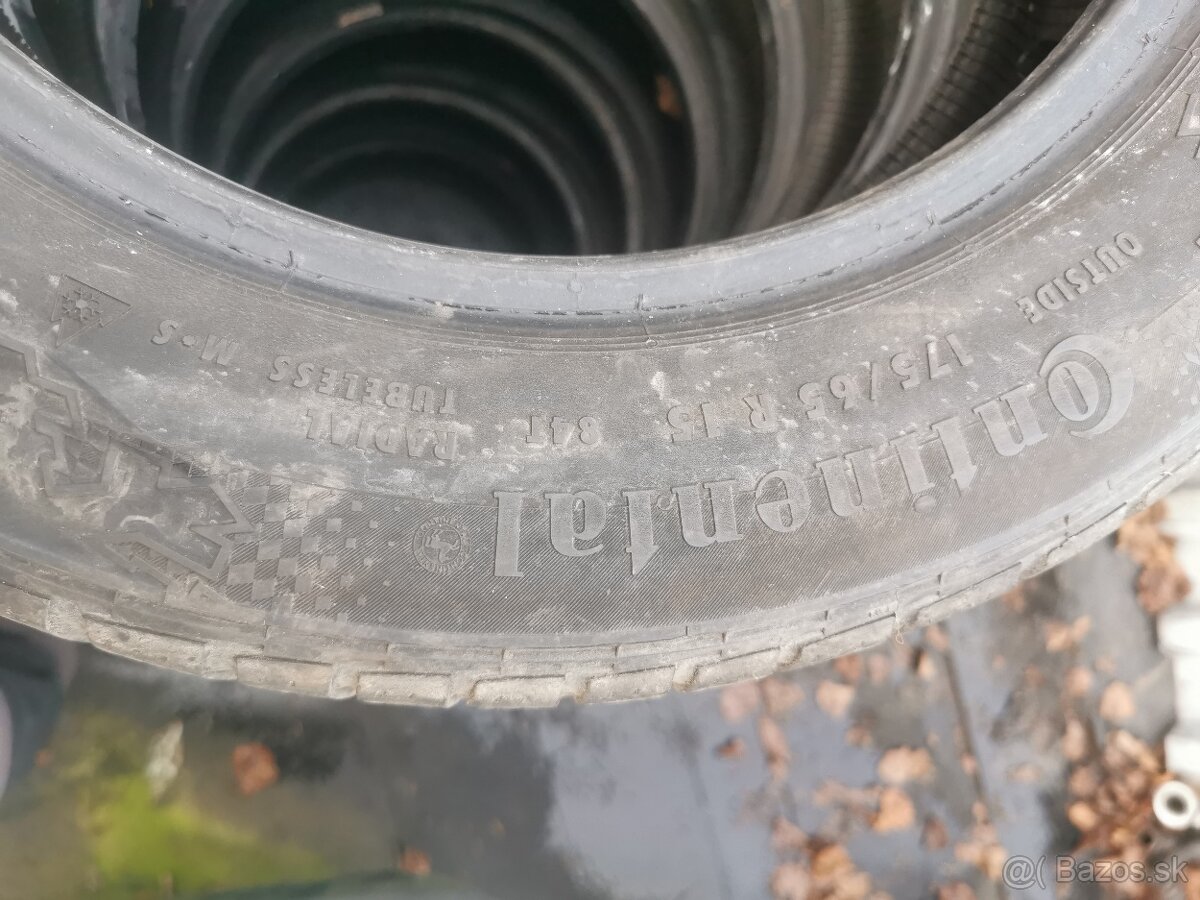 OUTSIDE
Continental
175/65 R 15 84T
RADIAL
TUBELESS M+S
@( Bazos.sk